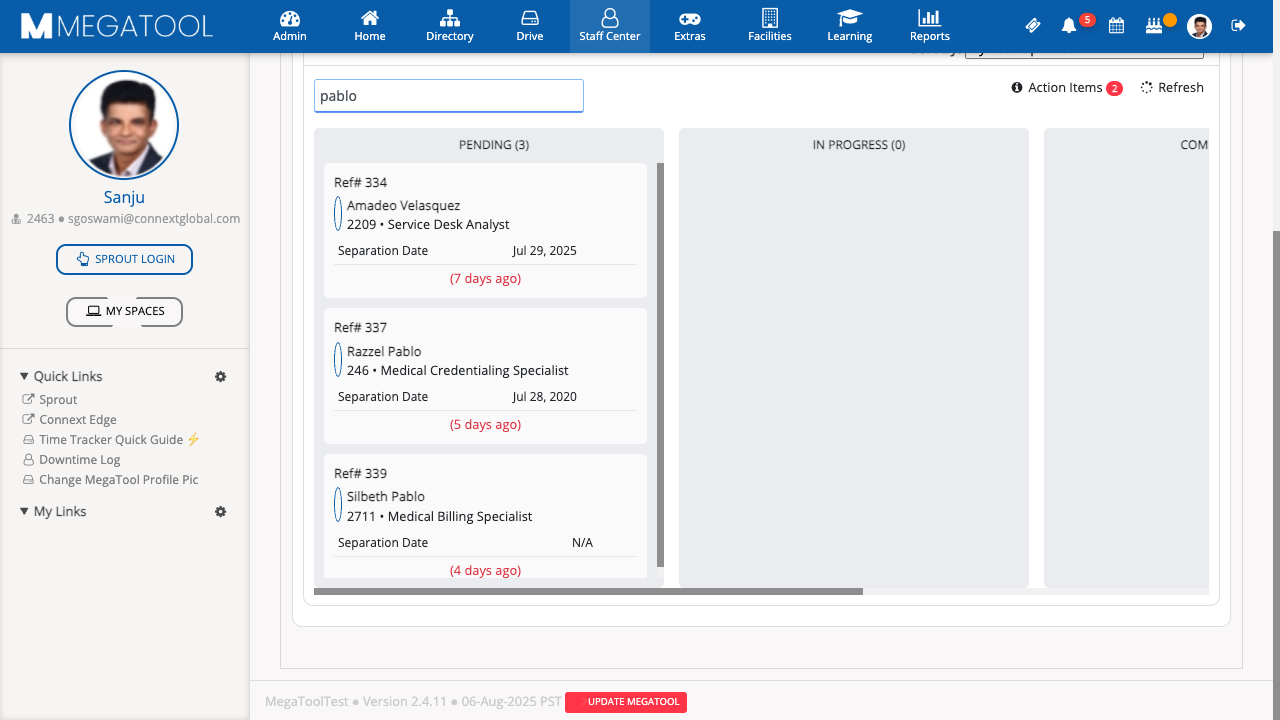 MEGATOOL
Admin
Home
Directory
Drive
Staff Center
Extras
Facilities
Learning
Reports
5
Sanju
2463 ● sgoswami@connextglobal.com
SPROUT LOGIN
MY SPACES
Quick Links
Sprout
Connext Edge
Time Tracker Quick Guide ⚡
Downtime Log
Change MegaTool Profile Pic
My Links
pablo
Action Items 2
Refresh
PENDING (3)
Ref# 334
Amadeo Velasquez
2209 • Service Desk Analyst
Separation Date Jul 29, 2025
(7 days ago)
Ref# 337
Razzel Pablo
246 • Medical Credentialing Specialist
Separation Date Jul 28, 2020
(5 days ago)
Ref# 339
Silbeth Pablo
2711 • Medical Billing Specialist
Separation Date N/A
(4 days ago)
IN PROGRESS (0)
COM
MegaToolTest ● Version 2.4.11 ● 06-Aug-2025 PST
UPDATE MEGATOOL